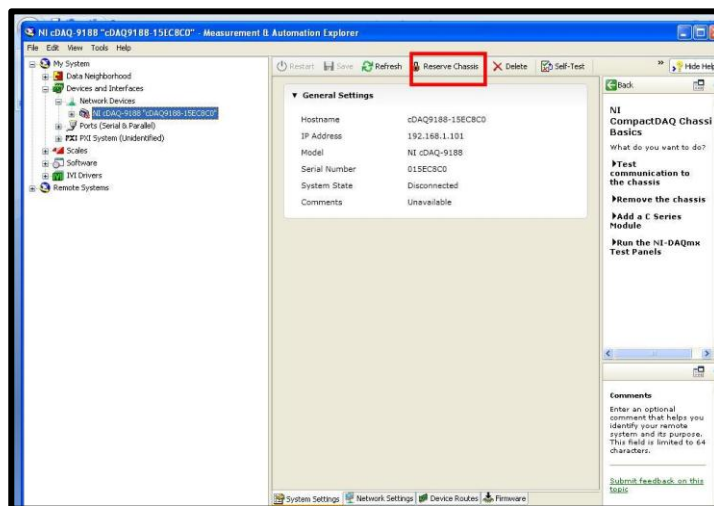 NI cDAQ-9188 "cDAQ9188-15EC8C0" - Measurement & Automation Explorer
File Edit View Tools Help
My System
Data Neighborhood
Devices and Interfaces
Network Devices
NI cDAQ-9188 "cDAQ9188-15EC8C0"
Ports (Serial & Parallel)
PXI PXI System (Unidentified)
Scales
Software
IVI Drivers
Remote Systems
Restart Save Refresh Reserve Chassis Delete Self-Test » Hide Help
▼ General Settings
Hostname cDAQ9188-15EC8C0
IP Address 192.168.1.101
Model NI cDAQ-9188
Serial Number 015EC8C0
System State Disconnected
Comments Unavailable
System Settings Network Settings Device Routes Firmware
Back
NI
CompactDAQ Chassi
Basics
What do you want to do?
Test
communication to
the chassis
Remove the chassis
Add a C Series
Module
Run the NI-DAQmx
Test Panels
Comments
Enter an optional
comment that helps you
identify your remote
system and its purpose.
This field is limited to 64
characters.
Submit feedback on this
topic